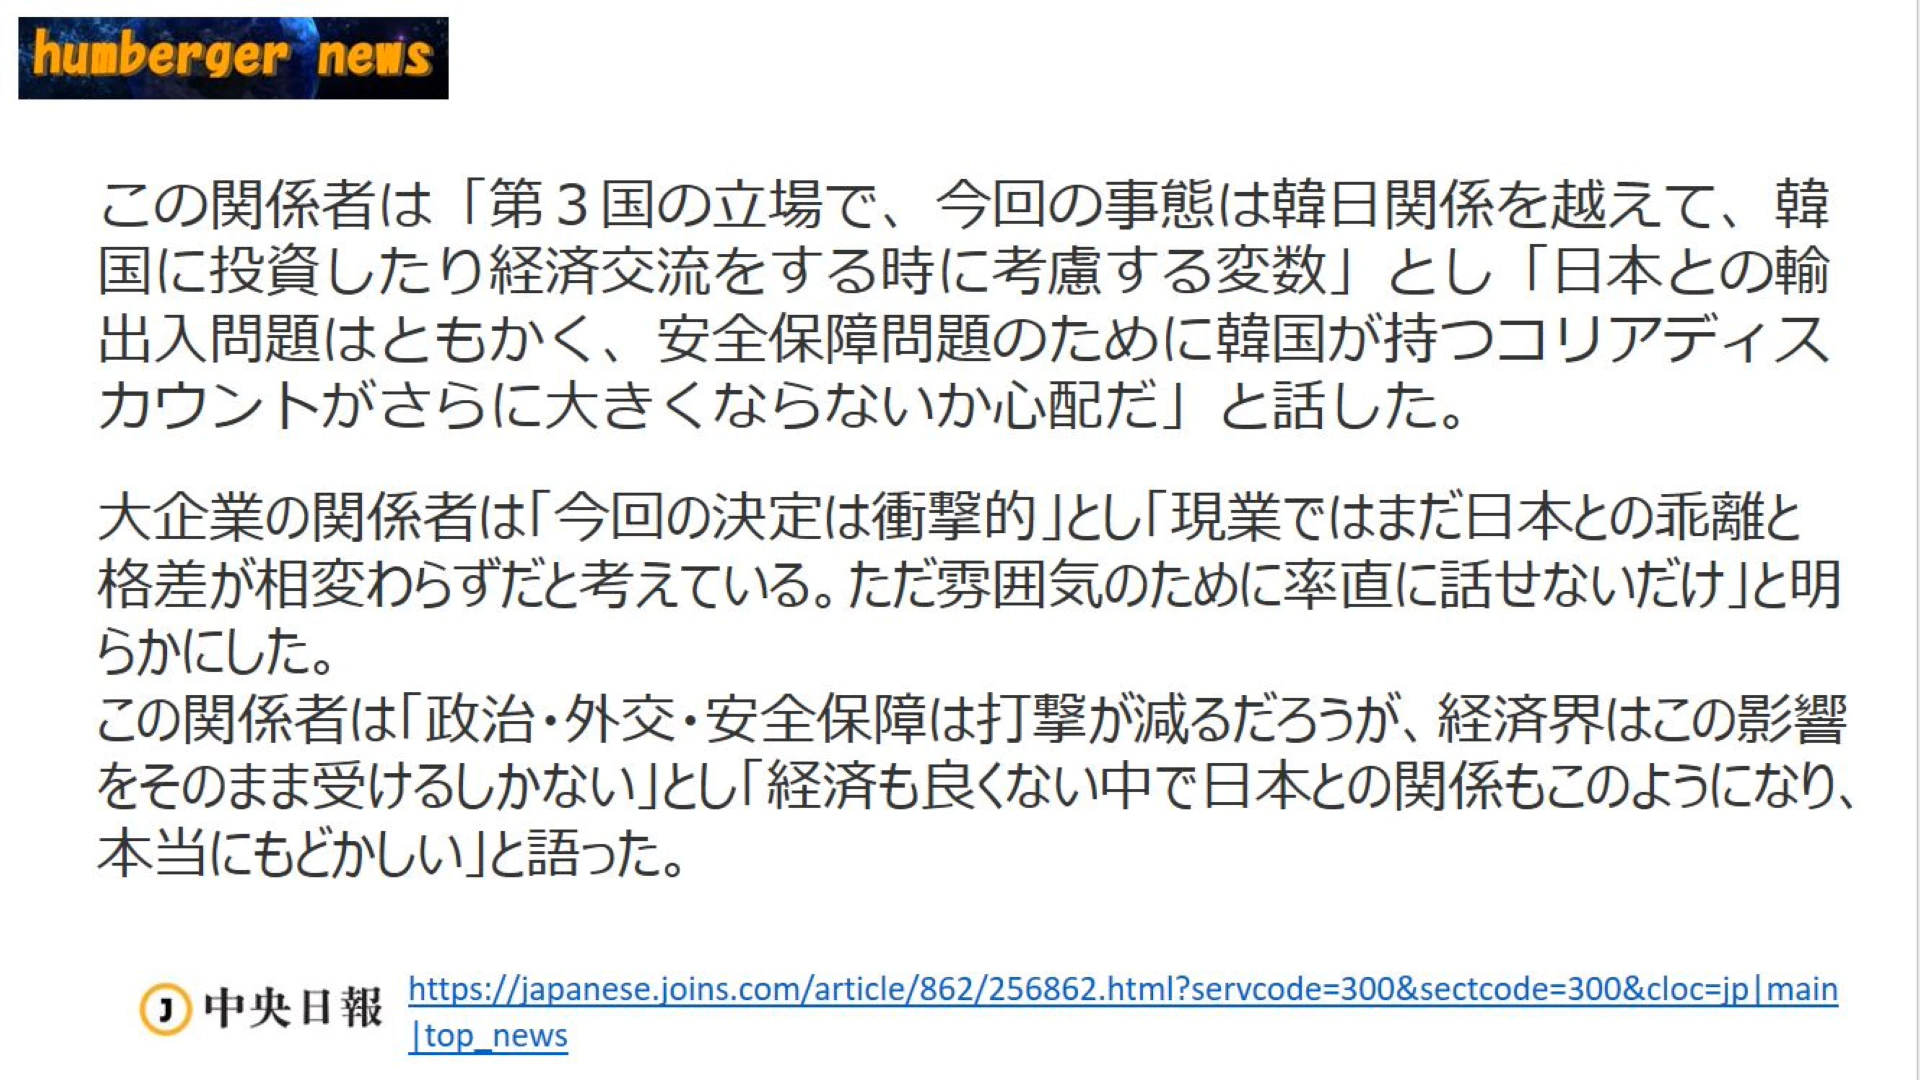 humberger news
この関係者は「第３国の立場で、今回の事態は韓日関係を越えて、韓
国に投資したり経済交流をする時に考慮する変数」とし「日本との輸
出入問題はともかく、安全保障問題のために韓国が持つコリアディス
カウントがさらに大きくならないか心配だ」と話した。
大企業の関係者は「今回の決定は衝撃的」とし「現業ではまだ日本との乖離と
格差が相変わらずだと考えている。ただ雰囲気のために率直に話せないだけ」と明
らかにした。
この関係者は「政治・外交・安全保障は打撃が減るだろうが、経済界はこの影響
をそのまま受けるしかない」とし「経済も良くない中で日本との関係もこのようになり、
本当にもどかしい」と語った。
J 中央日報
https://japanese.joins.com/article/862/256862.html?servcode=300&sectcode=300&cloc=jp|main
|top_news